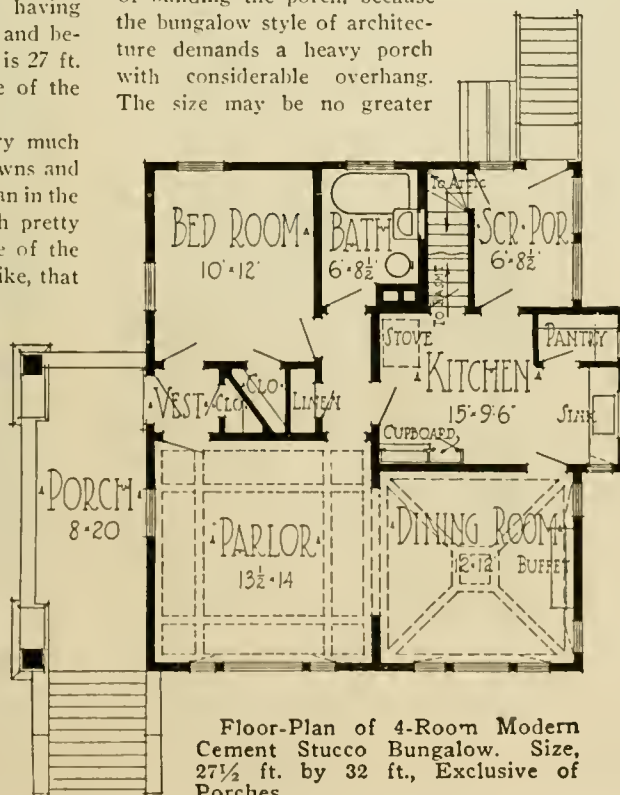 having
and be-
is 27 ft.
e of the
ry much
wns and
an in the
h pretty
e of the
ike, that
of building the porch, because
the bungalow style of architec-
ture demands a heavy porch
with considerable overhang.
The size may be no greater
BED ROOM
10·12
BATH
6·8½
TO ATTIC
TO BASMT
SCR·POR
6·8½
STOVE
KITCHEN
15·9·6
PANTRY
SINK
CUPBOARD
VEST
CLO
CLO
LINEN
PORCH
8·20
PARLOR
13½·14
DINING ROOM
12·12
BUFFET
Floor-Plan of 4-Room Modern
Cement Stucco Bungalow. Size,
27½ ft. by 32 ft., Exclusive of
Porches